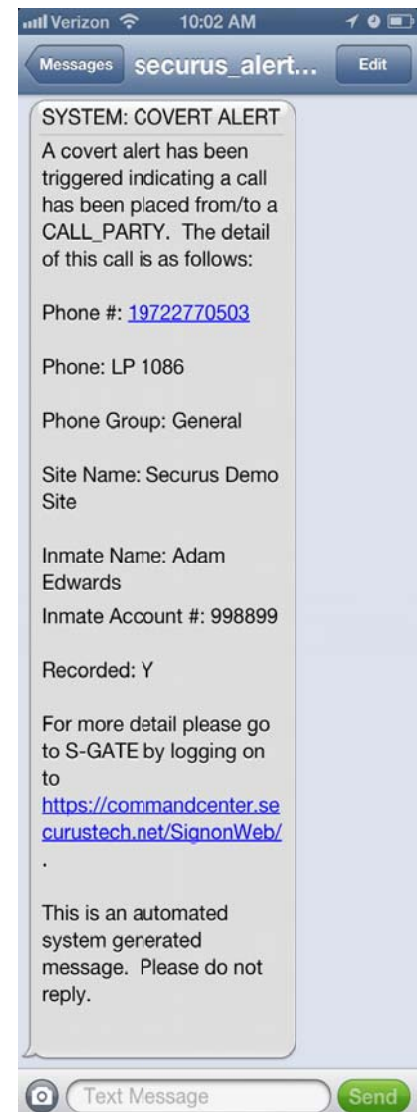 Verizon 10:02 AM
Messages securus_alert... Edit
SYSTEM: COVERT ALERT
A covert alert has been
triggered indicating a call
has been placed from/to a
CALL_PARTY. The detail
of this call is as follows:
Phone #: 19722770503
Phone: LP 1086
Phone Group: General
Site Name: Securus Demo
Site
Inmate Name: Adam
Edwards
Inmate Account #: 998899
Recorded: Y
For more detail please go
to S-GATE by logging on
to
https://commandcenter.se
curustech.net/SignonWeb/
.
This is an automated
system generated
message. Please do not
reply.
Text Message Send